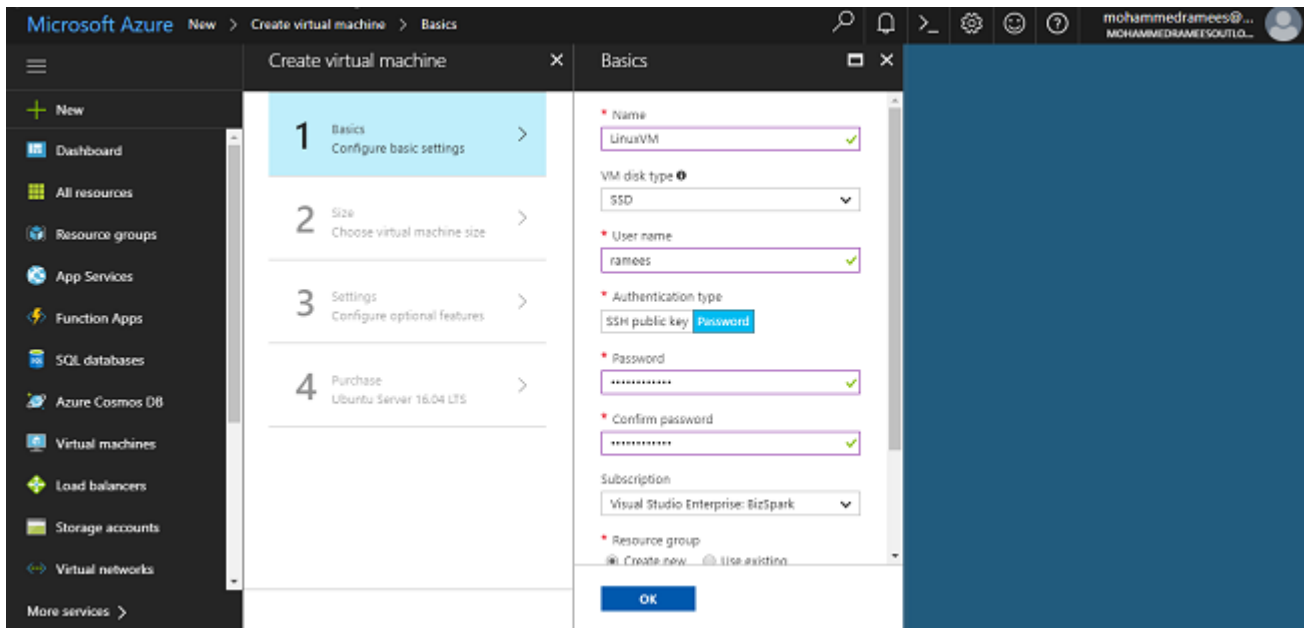 Microsoft Azure New > Create virtual machine > Basics
mohammedramees@...
MOHAMMEDRAMEESOUTLO...
New
Dashboard
All resources
Resource groups
App Services
Function Apps
SQL databases
Azure Cosmos DB
Virtual machines
Load balancers
Storage accounts
Virtual networks
More services >
Create virtual machine
1 Basics
Configure basic settings
2 Size
Choose virtual machine size
3 Settings
Configure optional features
4 Purchase
Ubuntu Server 16.04 LTS
Basics
* Name
LinuxVM
VM disk type
SSD
* User name
ramees
* Authentication type
SSH public key Password
* Password
************
* Confirm password
************
Subscription
Visual Studio Enterprise: BizSpark
* Resource group
Create new Use existing
OK